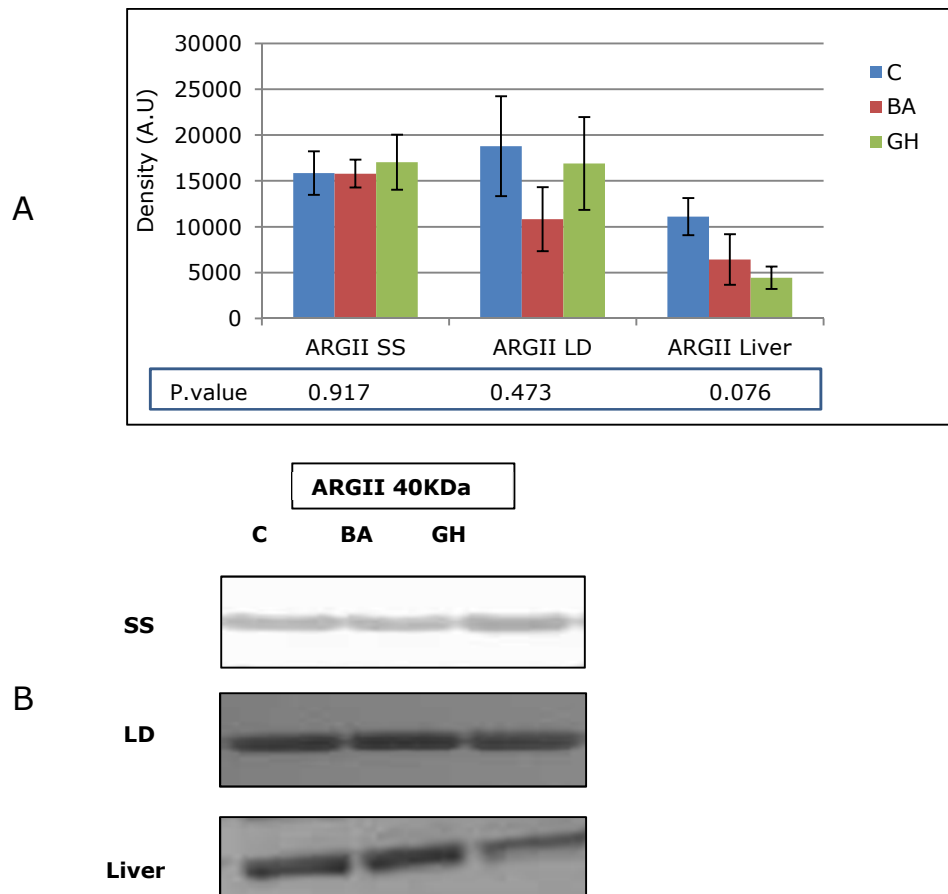 A
Density (A.U)
30000
25000
20000
15000
10000
5000
0
C
BA
GH
ARGII SS ARGII LD ARGII Liver
P.value 0.917 0.473 0.076
ARGII 40KDa
C BA GH
SS
B
LD
Liver